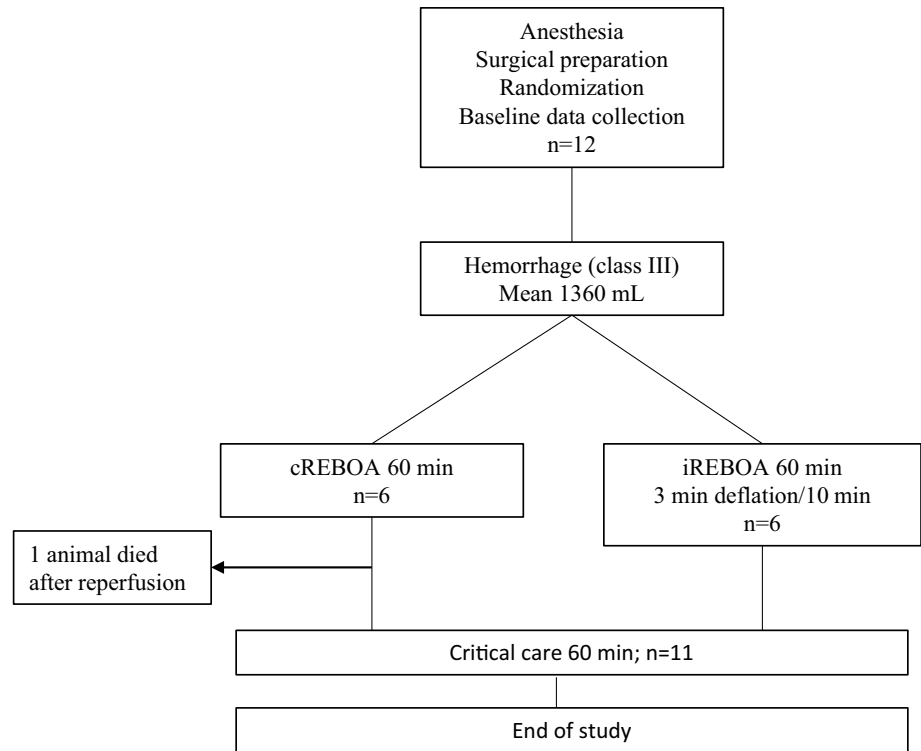 Anesthesia
Surgical preparation
Randomization
Baseline data collection
n=12
Hemorrhage (class III)
Mean 1360 mL
cREBOA 60 min
n=6
iREBOA 60 min
3 min deflation/10 min
n=6
1 animal died
after reperfusion
Critical care 60 min; n=11
End of study